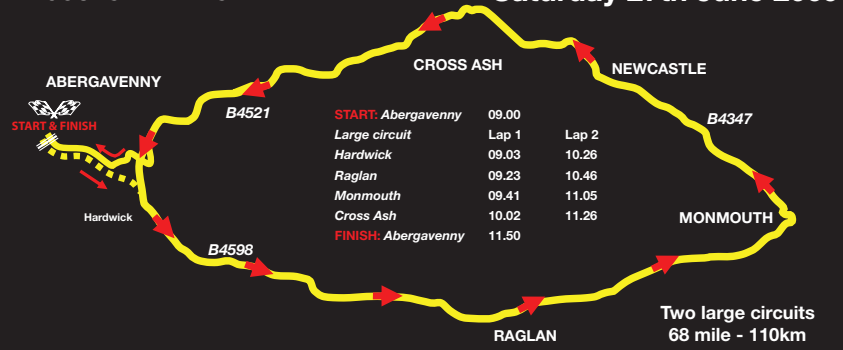 CROSS ASH
NEWCASTLE
ABERGAVENNY
START & FINISH
B4521
B4347
START: Abergavenny 09.00
Large circuit Lap 1 Lap 2
Hardwick 09.03 10.26
Raglan 09.23 10.46
Monmouth 09.41 11.05
Cross Ash 10.02 11.26
FINISH: Abergavenny 11.50
Hardwick
MONMOUTH
B4598
RAGLAN
Two large circuits
68 mile - 110km